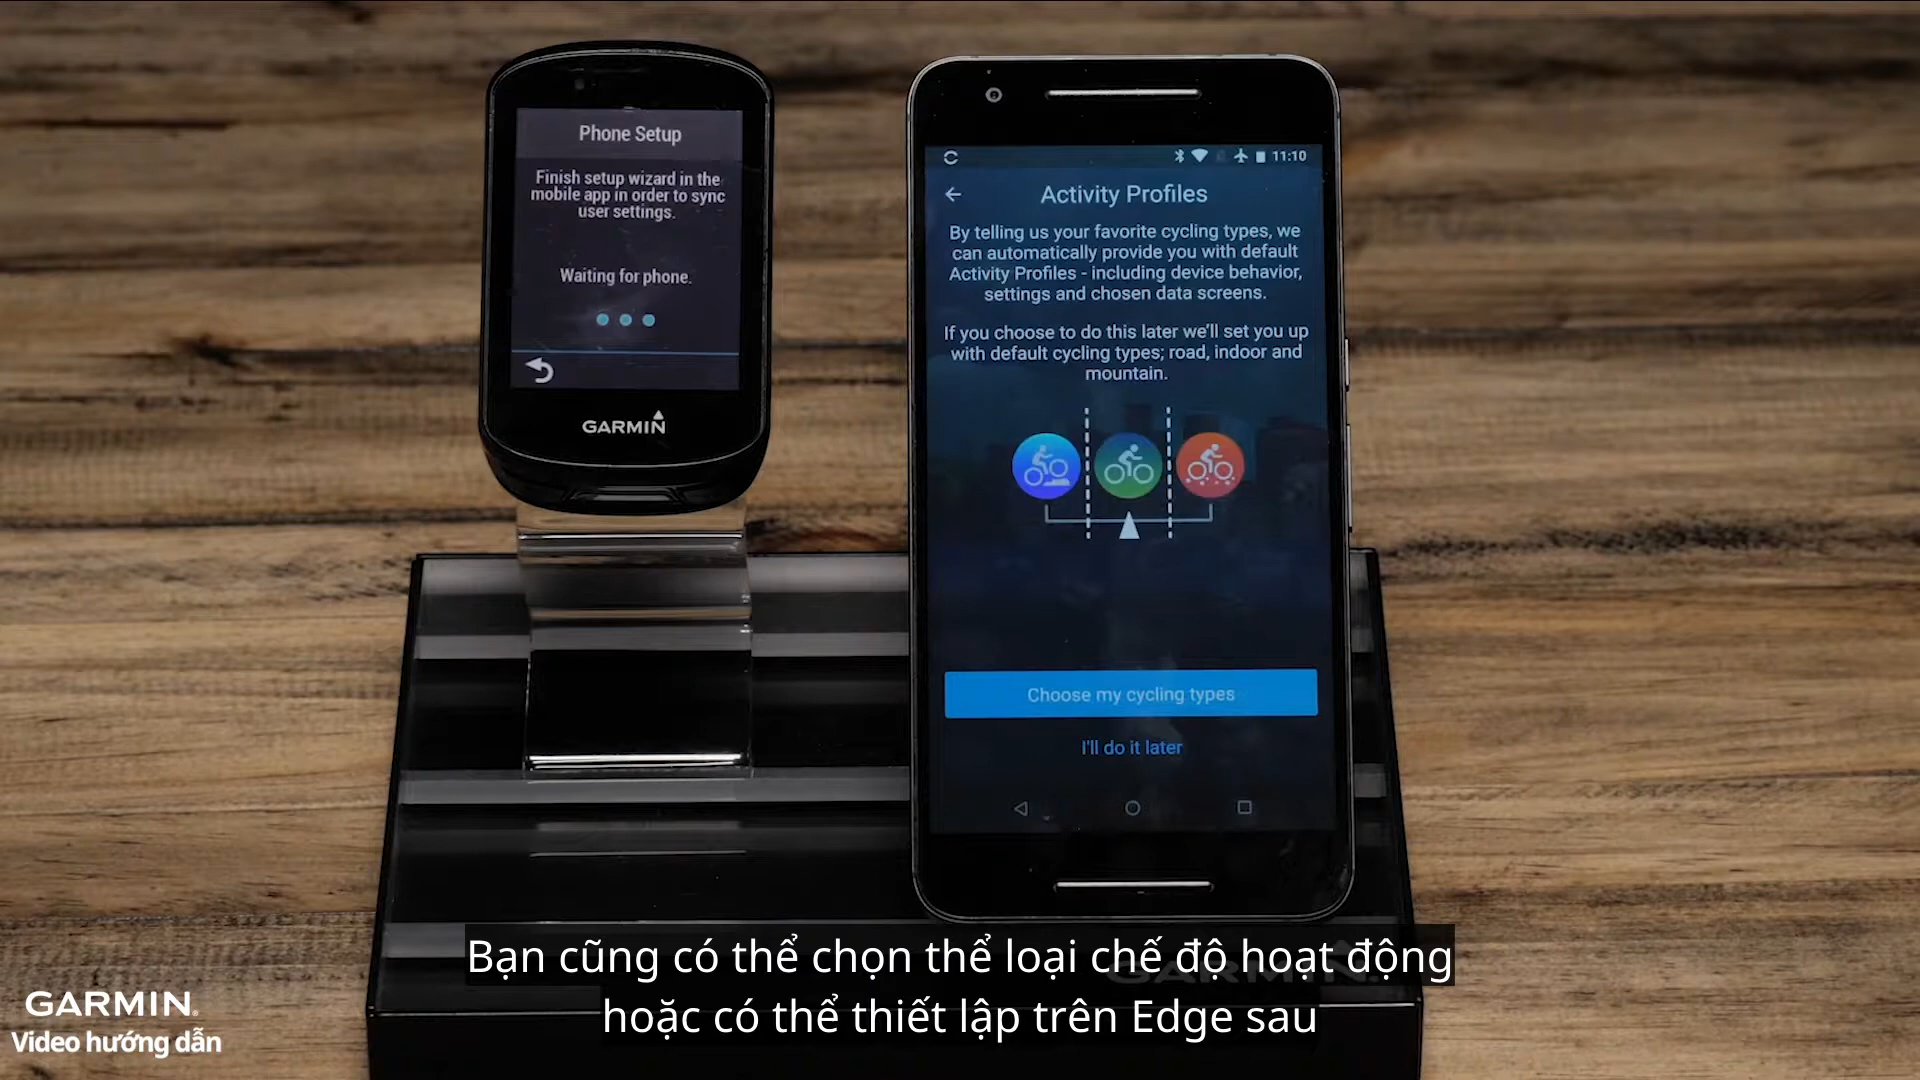 Phone Setup
Finish setup wizard in the
mobile app in order to sync
user settings.
Waiting for phone.
GARMIN
11:10
Activity Profiles
By telling us your favorite cycling types, we
can automatically provide you with default
Activity Profiles - including device behavior,
settings and chosen data screens.
If you choose to do this later we'll set you up
with default cycling types; road, indoor and
mountain.
Choose my cycling types
I'll do it later
Bạn cũng có thể chọn thể loại chế độ hoạt động
hoặc có thể thiết lập trên Edge sau
GARMIN
GARMIN.
Video hướng dẫn